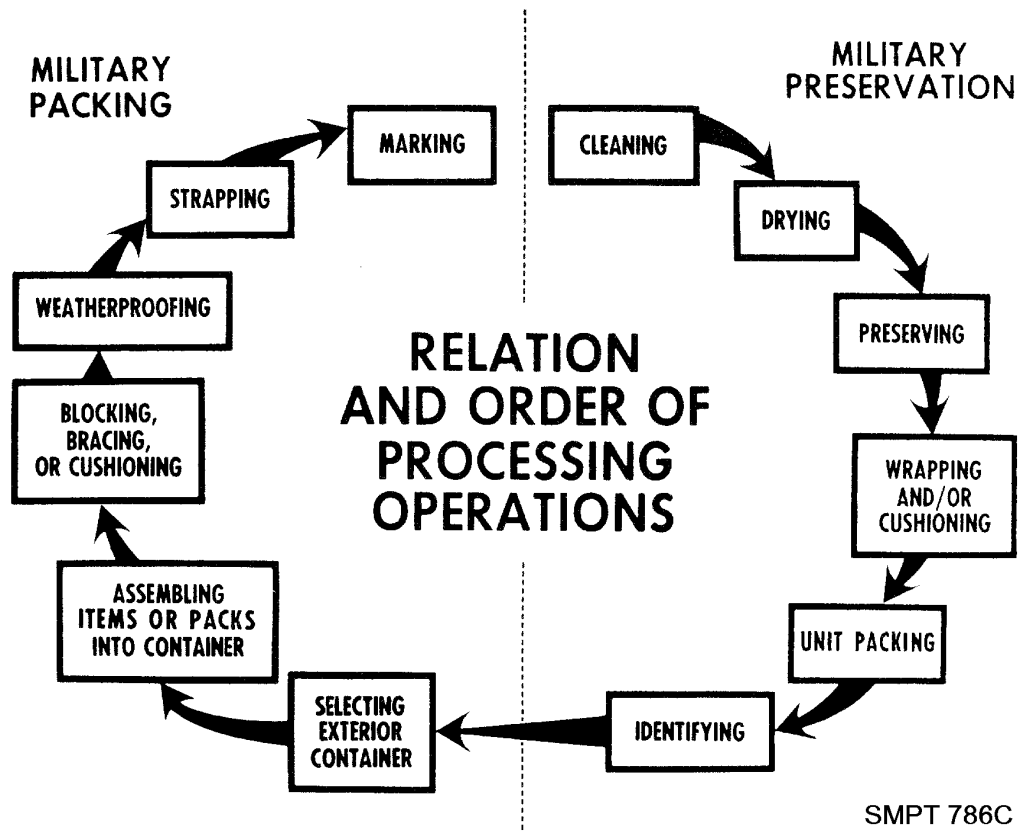 MILITARY
PACKING
MILITARY
PRESERVATION
MARKING
CLEANING
STRAPPING
DRYING
WEATHERPROOFING
PRESERVING
RELATION
AND ORDER OF
PROCESSING
OPERATIONS
BLOCKING,
BRACING,
OR CUSHIONING
WRAPPING
AND/OR
CUSHIONING
ASSEMBLING
ITEMS OR PACKS
INTO CONTAINER
UNIT PACKING
SELECTING
EXTERIOR
CONTAINER
IDENTIFYING
SMPT 786C